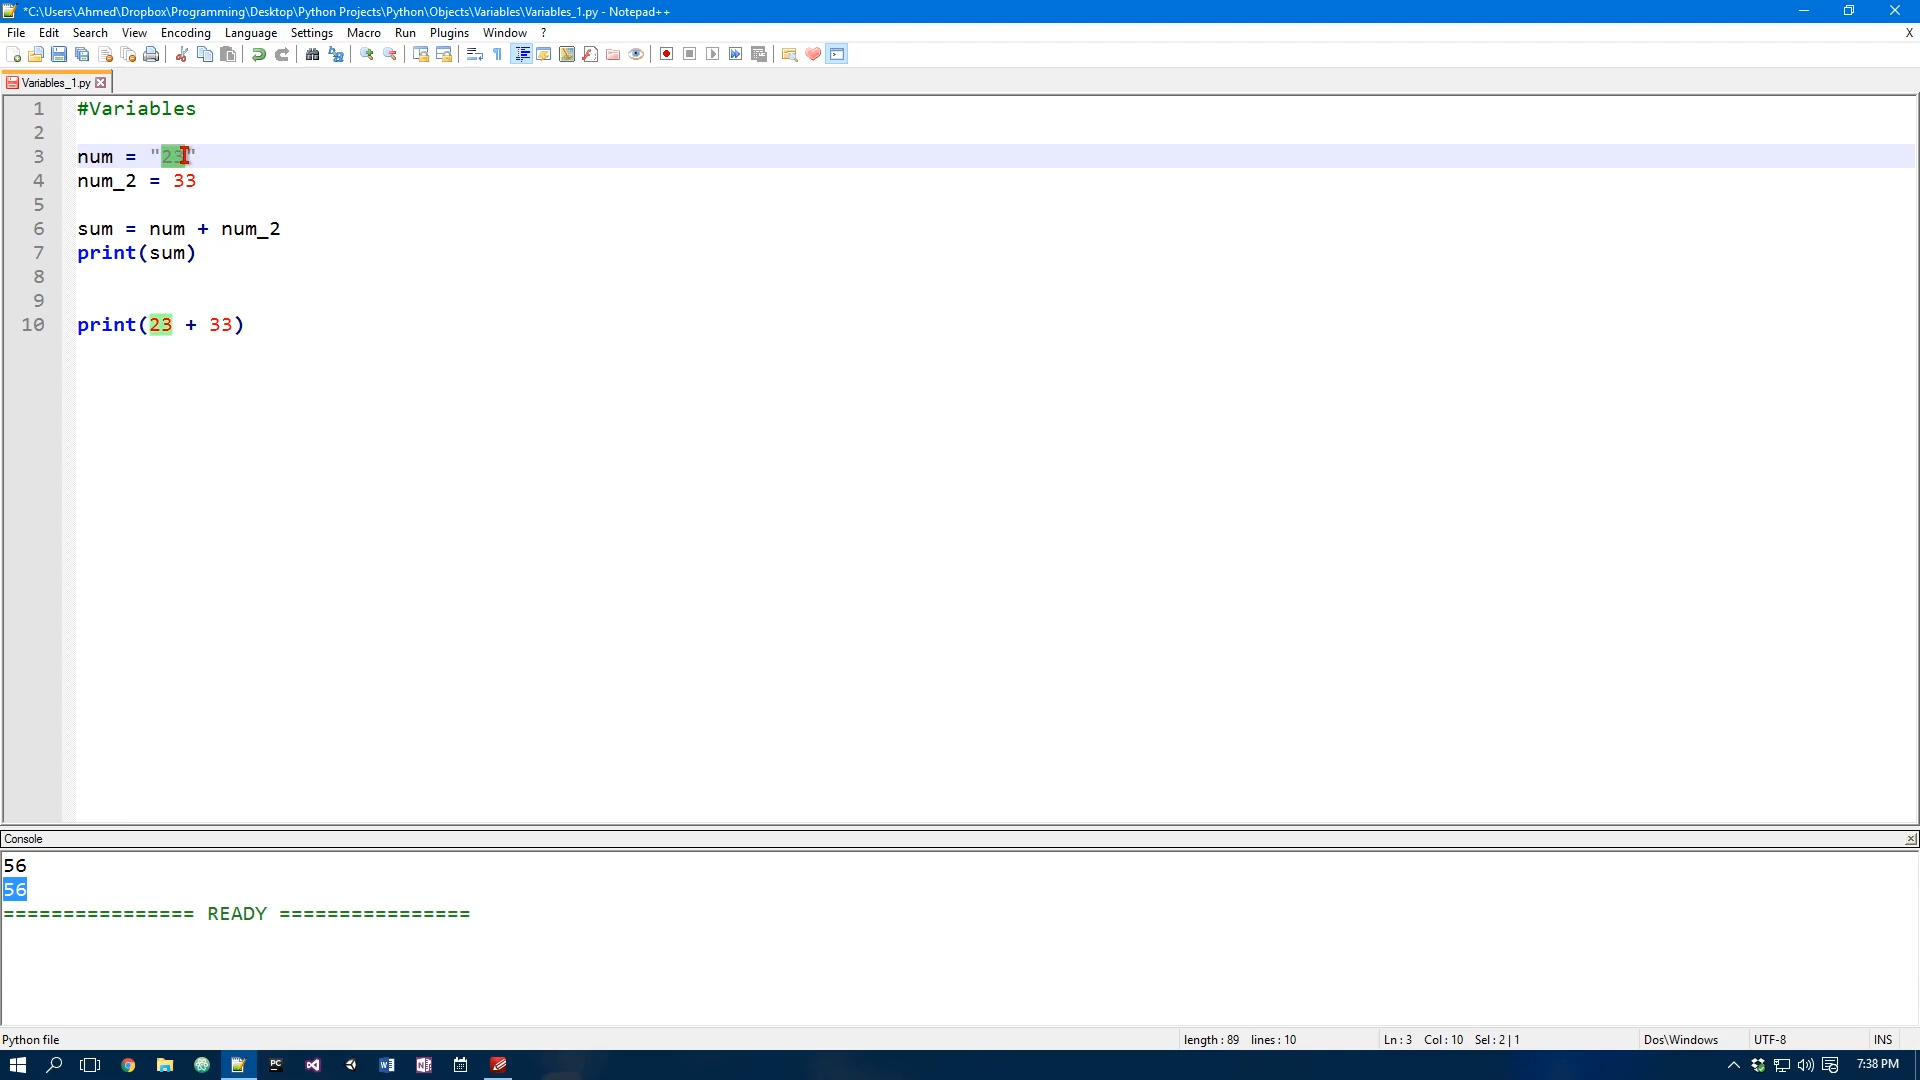 *C:\Users\Ahmed\Dropbox\Programming\Desktop\Python Projects\Python\Objects\Variables\Variables_1.py - Notepad++
File Edit Search View Encoding Language Settings Macro Run Plugins Window ? X
Variables_1.py
1 #Variables
2
3 num = "23"
4 num_2 = 33
5
6 sum = num + num_2
7 print(sum)
8
9
10 print(23 + 33)
Console
56
56
================ READY ================
Python file length : 89 lines : 10 Ln : 3 Col : 10 Sel : 2 | 1 Dos\Windows UTF-8 INS
7:38 PM